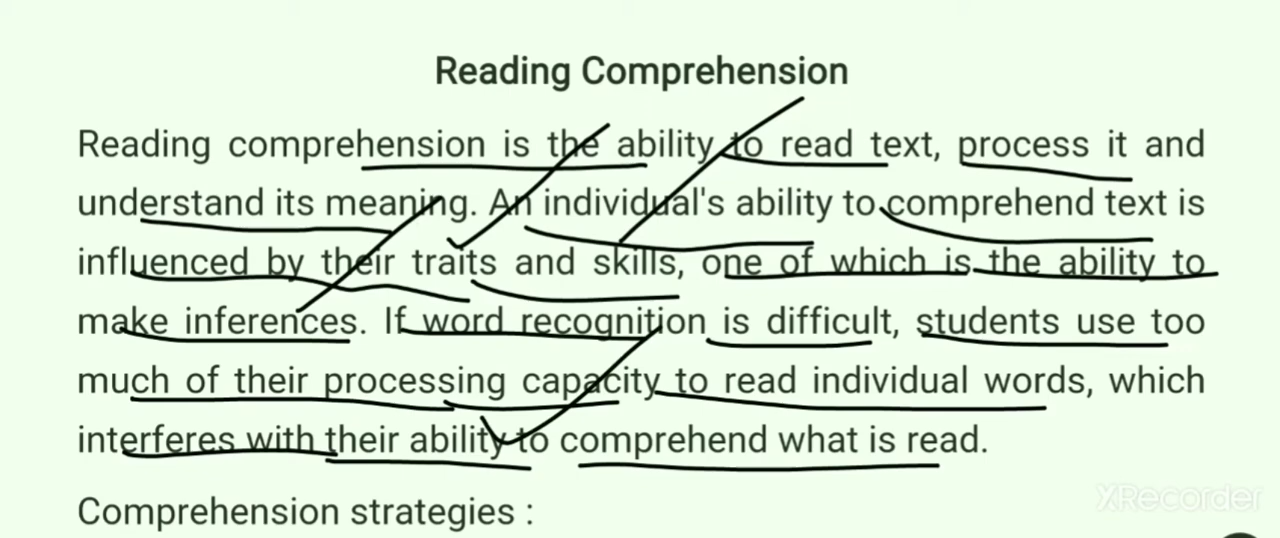 Reading Comprehension
Reading comprehension is the ability to read text, process it and
understand its meaning. An individual's ability to comprehend text is
influenced by their traits and skills, one of which is the ability to
make inferences. If word recognition is difficult, students use too
much of their processing capacity to read individual words, which
interferes with their ability to comprehend what is read.
Comprehension strategies :
XRecorder